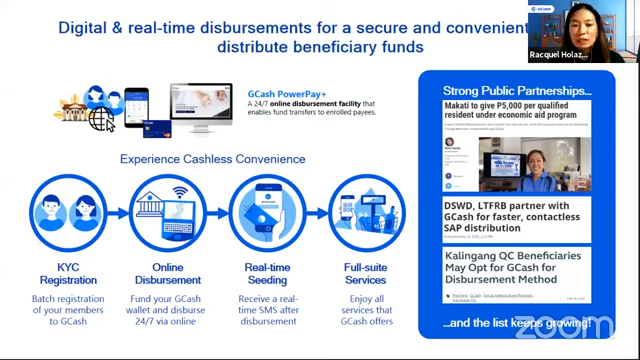 Digital & real-time disbursements for a secure and convenient
distribute beneficiary funds
GCash
Racquel Holaz...
GCash PowerPay+
A 24/7 online disbursement facility that
enables fund transfers to enrolled payees.
Experience Cashless Convenience
KYC
Registration
Batch registration
of your members
to GCash
Online
Disbursement
Fund your GCash
wallet and disburse
24/7 via online
Real-time
Seeding
Receive a real-
time SMS after
disbursement
Full-suite
Services
Enjoy all
services that
GCash offers
Strong Public Partnerships...
Makati to give P5,000 per qualified
resident under economic aid program
DSWD, LTFRB partner with
GCash for faster, contactless
SAP distribution
Kalingang QC Beneficiaries
May Opt for GCash for
Disbursement Method
...and the list keeps growing!
zoom